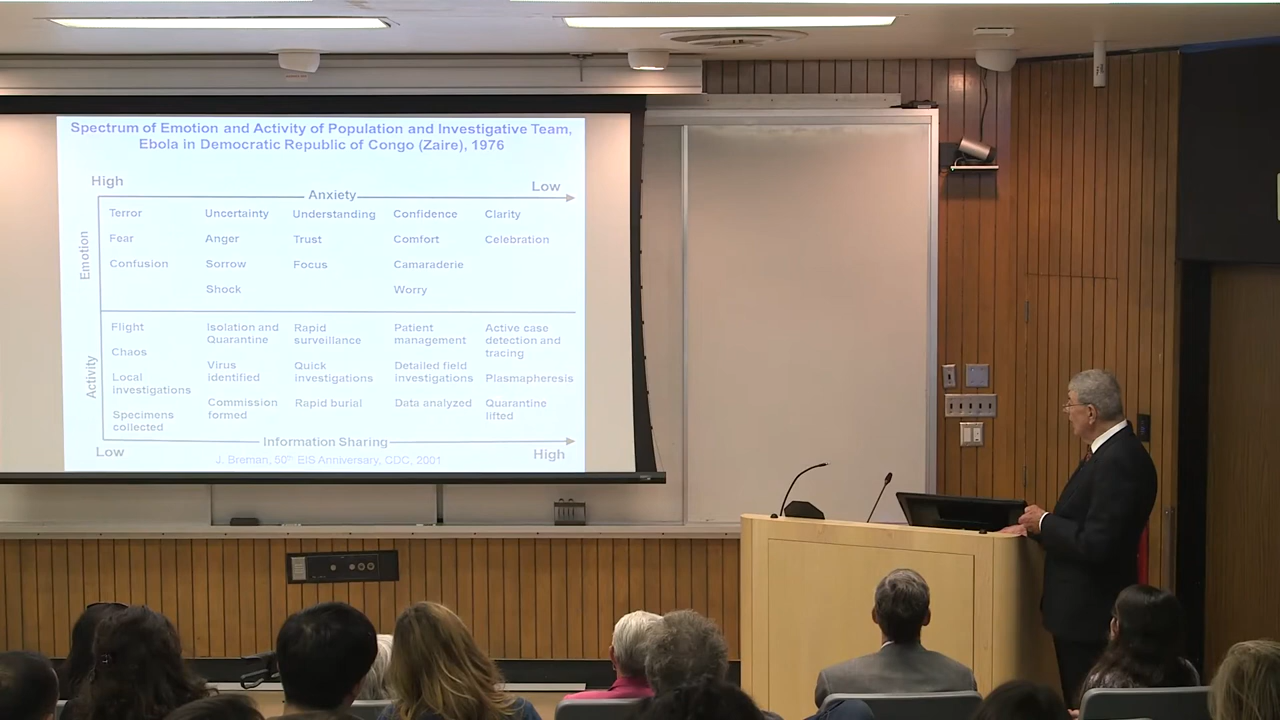 Spectrum of Emotion and Activity of Population and Investigative Team,
Ebola in Democratic Republic of Congo (Zaire), 1976
High
Low
Anxiety
Emotion
Terror
Uncertainty
Understanding
Confidence
Clarity
Fear
Anger
Trust
Comfort
Celebration
Confusion
Sorrow
Focus
Camaraderie
Shock
Worry
Activity
Flight
Chaos
Local
investigations
Specimens
collected
Isolation and
Quarantine
Virus
identified
Commission
formed
Rapid
surveillance
Quick
investigations
Rapid burial
Patient
management
Detailed field
investigations
Data analyzed
Active case
detection and
tracing
Plasmapheresis
Quarantine
lifted
Information Sharing
Low
High
J. Breman, 50th EIS Anniversary, CDC, 2001